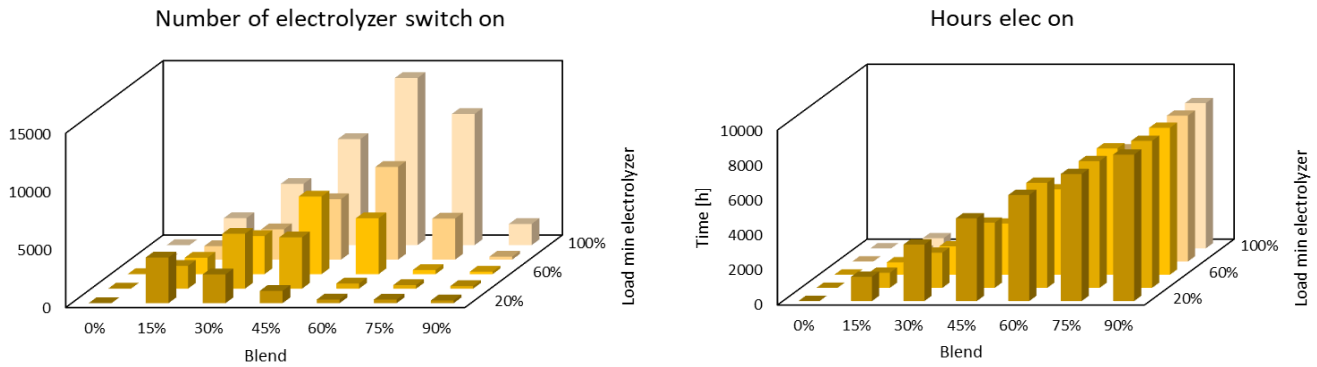 Number of electrolyzer switch on
15000
10000
5000
0
0% 15% 30% 45% 60% 75% 90%
Blend
20%
60%
100%
Load min electrolyzer
Hours elec on
Time [h]
10000
8000
6000
4000
2000
0
0% 15% 30% 45% 60% 75% 90%
Blend
20%
60%
100%
Load min electrolyzer